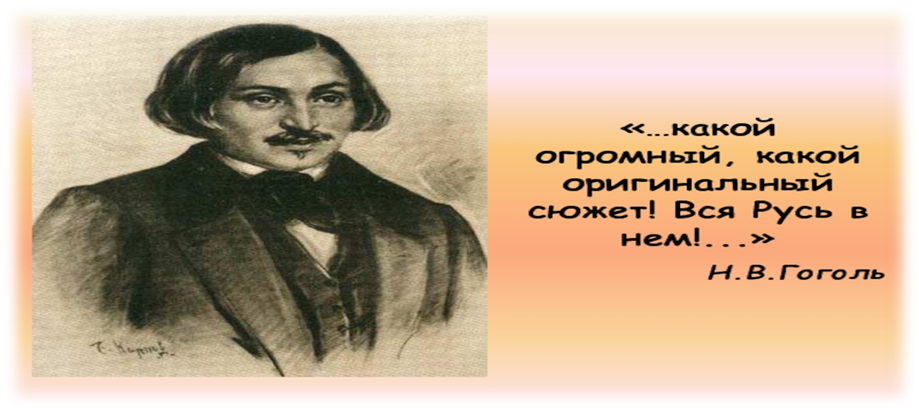 «...какой
огромный, какой
оригинальный
сюжет! Вся Русь в
нем!...»
Н.В.Гоголь